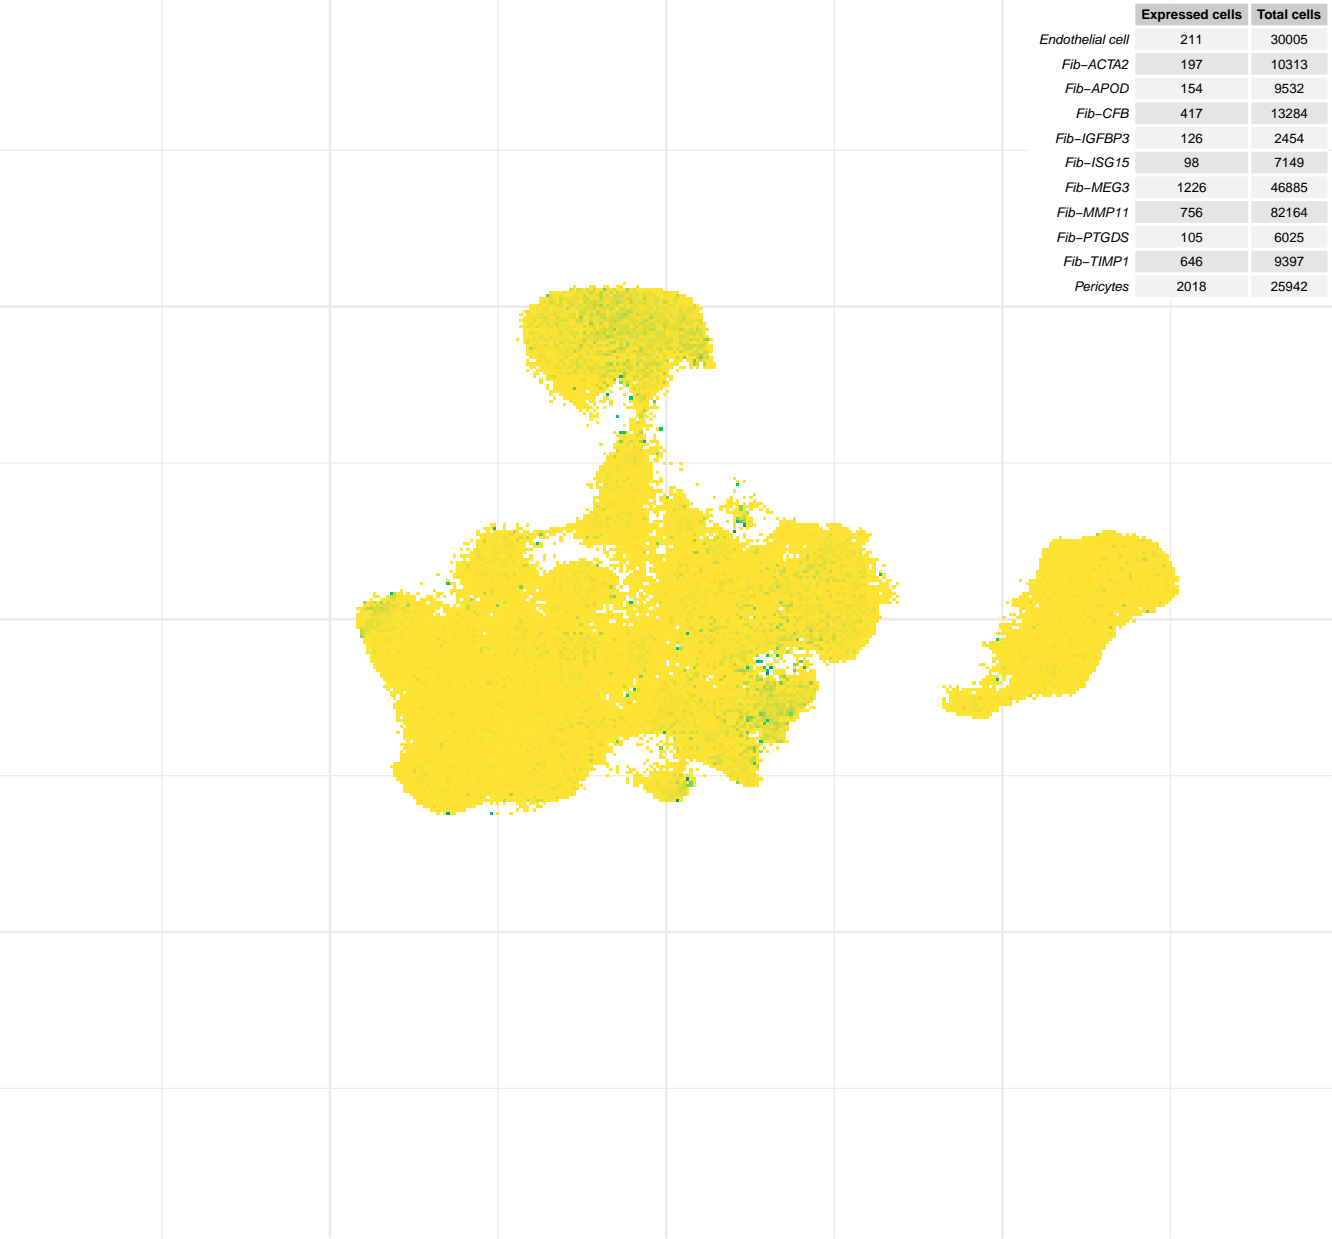 Expressed cells Total cells
Endothelial cell 211 30005
Fib−ACTA2 197 10313
Fib−APOD 154 9532
Fib−CFB 417 13284
Fib−IGFBP3 126 2454
Fib−ISG15 98 7149
Fib−MEG3 1226 46885
Fib−MMP11 756 82164
Fib−PTGDS 105 6025
Fib−TIMP1 646 9397
Pericytes 2018 25942